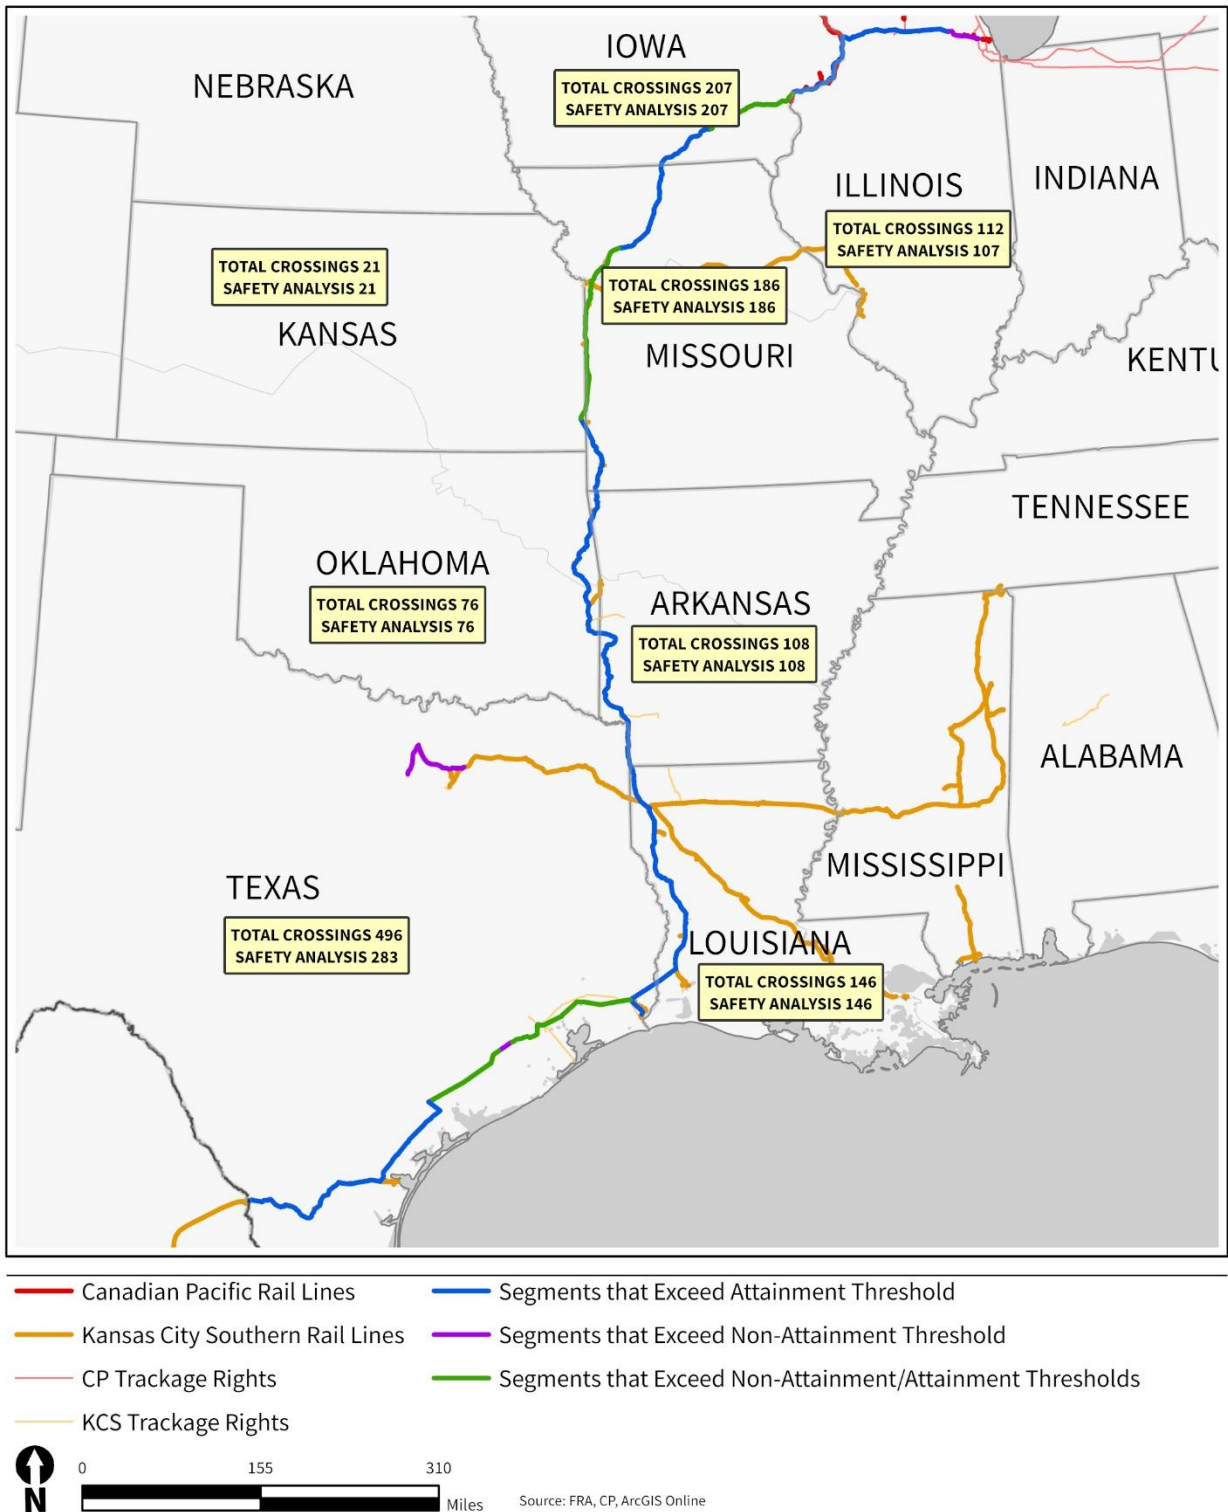 IOWA
TOTAL CROSSINGS 207
SAFETY ANALYSIS 207
NEBRASKA
INDIANA
ILLINOIS
TOTAL CROSSINGS 112
SAFETY ANALYSIS 107
TOTAL CROSSINGS 21
SAFETY ANALYSIS 21
KANSAS
TOTAL CROSSINGS 186
SAFETY ANALYSIS 186
MISSOURI
KENTU
TENNESSEE
OKLAHOMA
TOTAL CROSSINGS 76
SAFETY ANALYSIS 76
ARKANSAS
TOTAL CROSSINGS 108
SAFETY ANALYSIS 108
ALABAMA
MISSISSIPPI
TEXAS
TOTAL CROSSINGS 496
SAFETY ANALYSIS 283
LOUISIANA
TOTAL CROSSINGS 146
SAFETY ANALYSIS 146
Canadian Pacific Rail Lines
Kansas City Southern Rail Lines
CP Trackage Rights
KCS Trackage Rights
Segments that Exceed Attainment Threshold
Segments that Exceed Non-Attainment Threshold
Segments that Exceed Non-Attainment/Attainment Thresholds
N
0 155 310
Miles
Source: FRA, CP, ArcGIS Online